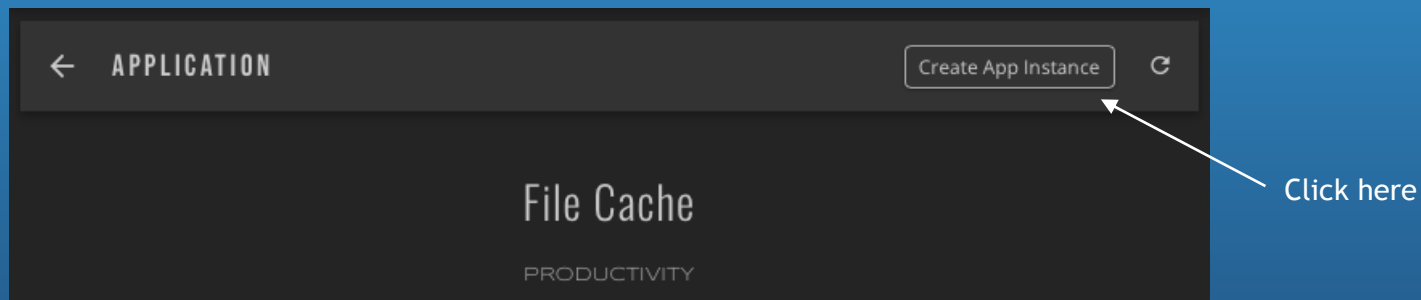 APPLICATION
Create App Instance
Click here
File Cache
PRODUCTIVITY